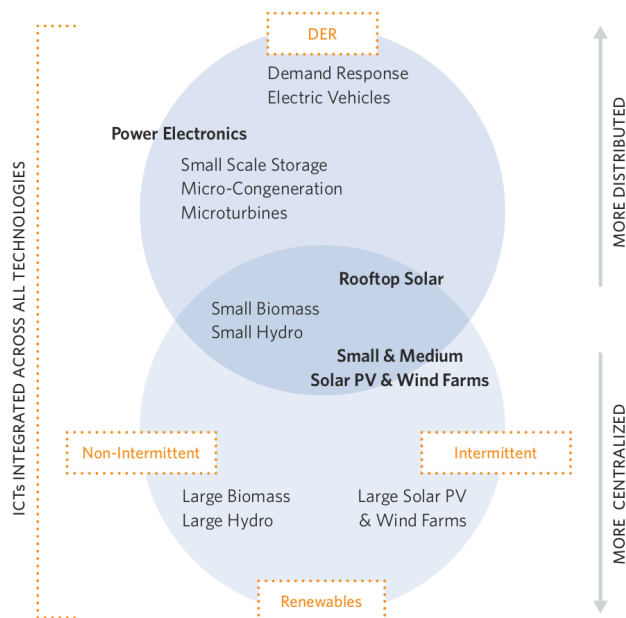 DER
Demand Response
Electric Vehicles
Power Electronics
Small Scale Storage
Micro-Congeneration
Microturbines
Rooftop Solar
Small Biomass
Small Hydro
Small & Medium
Solar PV & Wind Farms
Non-Intermittent
Intermittent
Large Biomass
Large Hydro
Large Solar PV
& Wind Farms
Renewables
ICTs INTEGRATED ACROSS ALL TECHNOLOGIES
MORE DISTRIBUTED
MORE CENTRALIZED